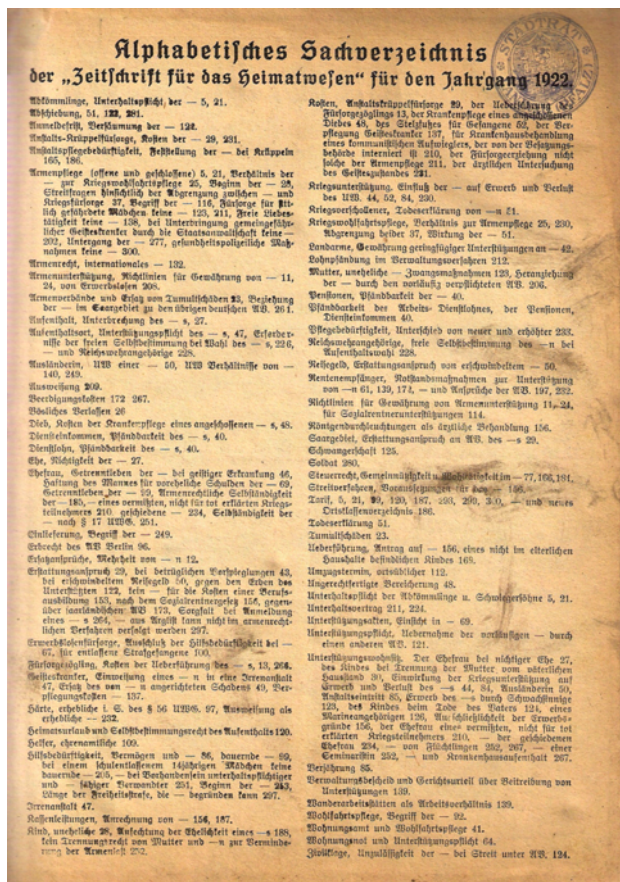 Alphabetisches Sachverzeichnis
der „Zeitschrift für das Heimatwesen“ für den Jahrgang 1922.
STADTRAT
Abkömmlinge, Unterhaltspflicht, der — 5, 21.
Abschiebung, 51, 122, 281.
Anmeldefrist, Versäumung der — 124.
Anstalts-Krüppelfürsorge, Kosten der — 29, 231.
Anstaltspflegebedürftigkeit, Feststellung der — bei Krüppeln
165, 186.
Armenpflege (offene und geschlossene) 5, 21, Verhältnis der
— zur Kriegswohlfahrtspflege 25, Beginn der — 28,
Streitfragen hinsichtlich der Abgrenzung zwischen — und
Kriegsfürsorge 37, Begriff der — 116, Fürsorge für sitt-
lich gefährdete Mädchen keine — 123, 211, Freie Liebes-
tätigkeit keine — 138, bei Unterbringung gemeingefähr-
licher Geisteskranker durch die Staatsanwaltschaft keine —
202, Untergang der — 277, gesundheitspolizeiliche Maß-
nahmen keine — 300.
Armenrecht, internationales — 132.
Armenunterstützung, Richtlinien für Gewährung von — 11,
24, von Erwerbslosen 208.
Armenverbände und Ersatz von Tumultschäden 23, Beziehung
der — im Saargebiet zu den übrigen deutschen AV. 261.
Aufenthalt, Unterbrechung des — s, 27.
Aufenthaltsort, Unterstützungspflicht des — s, 47, Erforder-
nisse der freien Selbstbestimmung bei Wahl des — s, 226,
— und Reichswehrangehörige 228.
Ausländerin, UW einer — 50, UW Verhältnisse von —
140, 249.
Ausweisung 209.
Beerdigungskosten 172 267.
Bösliches Verlassen 26
Dieb, Kosten der Krankenpflege eines angeschossenen — s, 48.
Diensteinkommen, Pfändbarkeit des — s, 40.
Dienstlohn, Pfändbarkeit des — s, 40.
Ehe, Nichtigkeit der — 27.
Ehefrau, Getrenntleben der — bei geistiger Erkrankung 46,
Haftung des Mannes für voreheliche Schulden der — 69,
Getrenntleben der — 99, Armenrechtliche Selbständigkeit
der — 185, — eines vermißten, nicht für tot erklärten Kriegs-
teilnehmers 210 geschiedene — 234, Selbständigkeit der
— nach § 17 UWG. 251.
Einlieferung, Begriff der — 249.
Erbrecht des AV Berlin 96.
Ersatzansprüche, Mehrheit von — n 12.
Erstattungsanspruch 29, bei betrüglichen Vorspieglungen 43,
bei erschwindeltem Reisegeld 50, gegen den Erben des
Unterstützten 122, kein — für die Kosten einer Berufs-
ausbildung 153, nach dem Sozialrentnergesetz 156, gegen-
über saarländischen AV 173, Sorgfalt bei Anmeldung
eines — s 264, — aus Arglist kann nicht im armenrecht-
lichen Verfahren verfolgt werden 297.
Erwerbslosenfürsorge, Ausschluß der Hilfsbedürftigkeit bei —
67, für entlassene Strafgefangene 100.
Fürsorgezögling, Kosten der Ueberführung des — s, 13, 264.
Geisteskranker, Einweisung eines — n in eine Irrenanstalt
47, Ersatz des von — n angerichteten Schadens 49, Ver-
pflegungskosten — 137.
Härte, erhebliche i. S. des § 56 UWG. 97, Ausweisung als
erhebliche — 232.
Heimatsurlaub und Selbstbestimmungsrecht des Aufenthalts 120.
Helfer, ehrenamtliche 109.
Hilfsbedürftigkeit, Vermögen und — 86, dauernde — 99,
bei einem schulentlassenem 14jährigen Mädchen keine
dauernde — 205, — bei Vorhandensein unterhaltspflichtiger
und — fähiger Verwandter 251, Beginn der — 253,
Länge der Freiheitsstrafe, die — begründen kann 297.
Irrenanstalt 47.
Kassenleistungen, Anrechnung von — 154, 187.
Kind, uneheliche 28, Anfechtung der Ehelichkeit eines — s 188,
kein Trennungsrecht von Mutter und — n zur Verminde-
rung der Armenlast 252.
Kosten, Anstaltskrüppelfürsorge 29, der Ueberführung des
Fürsorgezöglings 13, der Krankenpflege eines angeschossenen
Diebes 48, des Stelzfußes für Gefangene 52, der Ver-
pflegung Geisteskranker 137, für Krankenhausbehandlung
eines kommunistischen Aufwieglers, der von der Besatzungs-
behörde interniert ist 210, der Fürsorgeerziehung nicht
solche der Armenpflege 211, der ärztlichen Untersuchung
des Geisteszustandes 231.
Kriegsunterstützung, Einfluß der — auf Erwerb und Verlust
des UW. 44, 52, 84, 230.
Kriegsverschollener, Todeserklärung von —n 51.
Kriegswohlfahrtspflege, Verhältnis zur Armenpflege 25, 230,
Abgrenzung beider 37, Wirkung der — 51.
Landarme, Gewährung geringfügiger Unterstützungen an — 42.
Lohnpfändung im Verwaltungsverfahren 212.
Mutter, uneheliche — Zwangsmaßnahmen 123, Heranziehung
der — durch den vorläufig verpflichteten AV. 206.
Pensionen, Pfändbarkeit der — 40.
Pfändbarkeit des Arbeits- Dienstlohnes, der Pensionen,
Diensteinkommen 40.
Pflegebedürftigkeit, Unterschied von neuer und erhöhter 233.
Reichswehrangehörige, freie Selbstbestimmung des —n bei
Aufenthaltswahl 228.
Reisegeld, Erstattungsanspruch von erschwindeltem — 50.
Rentenempfänger, Notstandsmaßnahmen zur Unterstützung
von —n 61, 139, 172, — und Ansprüche der AV. 197, 232.
Richtlinien für Gewährung von Armenunterstützung 11, 24,
für Sozialrentnerunterstützungen 114.
Röntgendurchleuchtungen als ärztliche Behandlung 156.
Saargebiet, Erstattungsanspruch an AV. des —s 29.
Schwangerschaft 125.
Soldat 280.
Steuerrecht, Gemeinnützigkeit u. Mildtätigkeit im — 77, 166, 181.
Streitverfahren, Voraussetzungen für das — 156.
Tarif, 5, 21, 99, 120, 187, 298, 299, 300, — und neues
Ortsklassenverzeichnis 186.
Todeserklärung 51.
Tumultschäden 23.
Ueberführung, Antrag auf — 156, eines nicht im elterlichen
Haushalte befindlichen Kindes 168.
Umzugstermin, ortsüblicher 112.
Ungerechtfertigte Bereicherung 48.
Unterhaltspflicht der Abkömmlinge u. Schwiegersöhne 5, 21.
Unterhaltsvertrag 211, 224.
Unterstützungsakten, Einsicht in — 69.
Unterstützungspflicht, Uebernahme der vorläufigen — durch
einen anderen AV. 121.
Unterstützungswohnsitz. Der Ehefrau bei nichtiger Ehe 27,
des Kindes bei Trennung der Mutter vom väterlichen
Hausstand 30, Einwirkung der Kriegsunterstützung auf
Erwerb und Verlust des —s 44, 84, Ausländerin 50,
Anstaltseintritt 85, Erwerb des —s durch Schwachsinnige
123, des Kindes beim Tode des Vaters 124, eines
Marineangehörigen 126, Ausschließlichkeit der Erwerbs-
gründe 156, der Ehefrau eines vermißten, nicht für tot
erklärten Kriegsteilnehmers 210, — der geschiedenen
Ehefrau 234, — von Flüchtlingen 252, 267, — einer
Seminaristin 252, — und Krankenhausaufenthalt 267.
Verjährung 85.
Verwaltungsbescheid und Gerichtsurteil über Beitreibung von
Unterstützungen 139.
Wanderarbeitsstätten als Arbeitsverhältnis 139.
Wohlfahrtspflege, Begriff der — 22.
Wohnungsamt und Wohlfahrtspflege 41.
Wohnungsnot und Unterstützungspflicht 64.
Zivilklage, Unzulässigkeit der — bei Streit unter AV. 124.